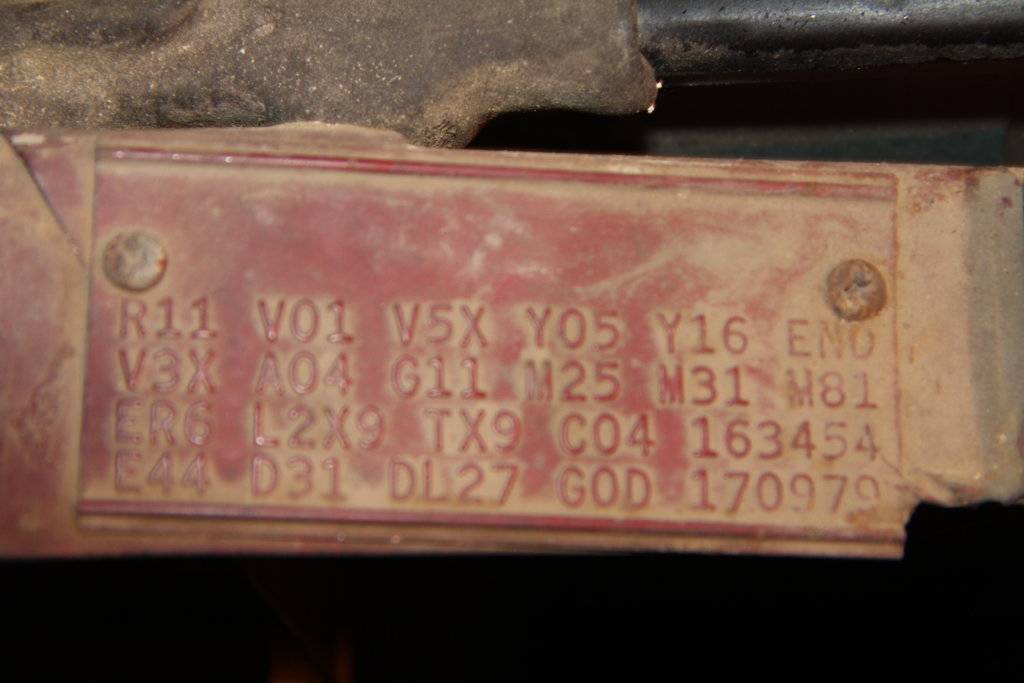 R11 V01 V5X Y05 Y16 END
V3X A04 G11 M25 M31 M81
ER6 L2X9 TX9 C04 163454
E44 D31 DL27 G0D 170979